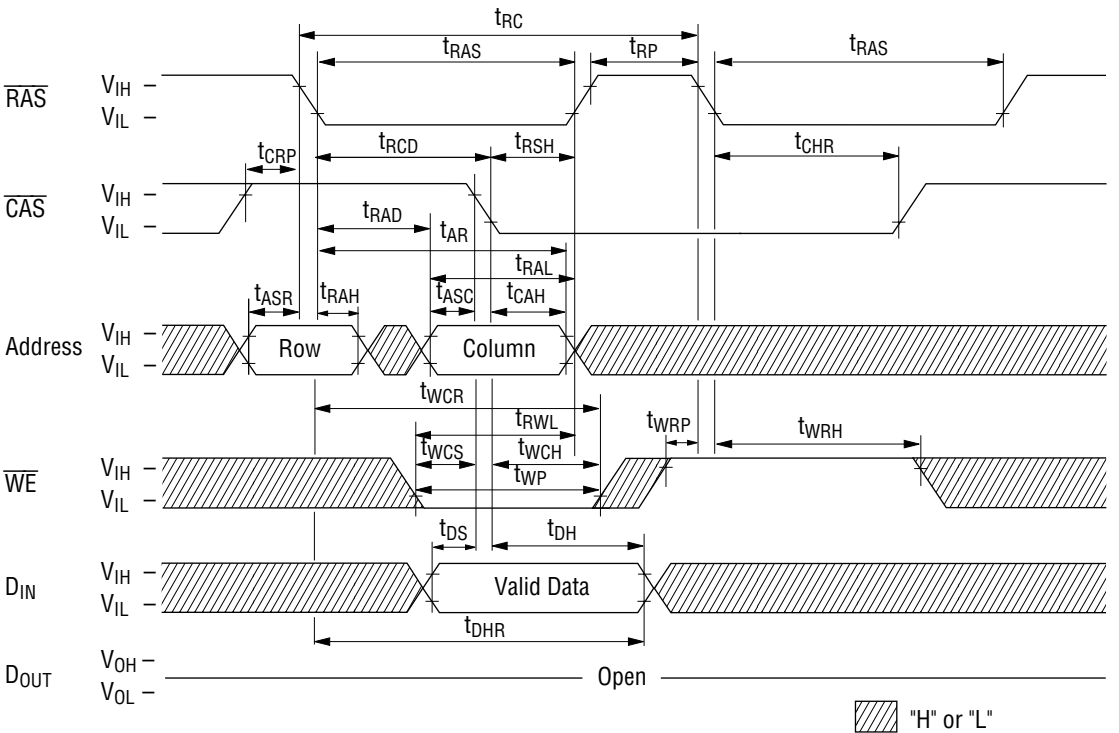 tRC
tRAS tRP tRAS
RAS VIH –
VIL –
tCRP tRCD tRSH tCHR
CAS VIH –
VIL –
tRAD
tAR
tRAL
tASR tRAH tASC tCAH
Address VIH –
VIL –
Row Column
tWCR
tRWL
tWCS tWCH tWRP tWRH
tWP
WE VIH –
VIL –
tDS tDH
DIN VIH –
VIL –
Valid Data
tDHR
DOUT VOH –
VOL –
Open
"H" or "L"